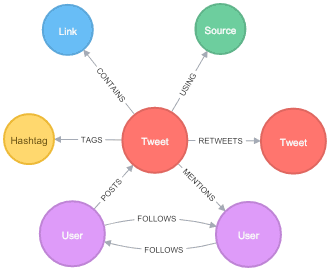 Link
Source
CONTAINS
USING
Hashtag
TAGS
Tweet
RETWEETS
Tweet
POSTS
MENTIONS
User
FOLLOWS
FOLLOWS
User